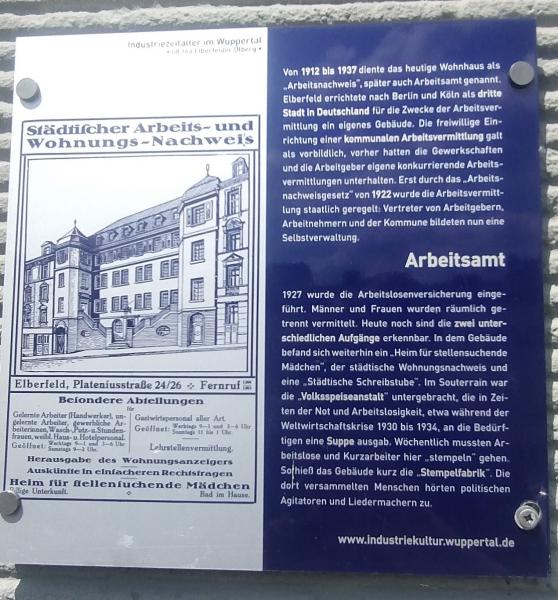 Industriezeitalter im Wuppertal
Städtischer Arbeits- und
Wohnungs-Nachweis
Elberfeld, Plateniusstraße 24/26 Fernruf
Besondere Abteilungen
für
Gelernte Arbeiter (Handwerker), un-
gelernte Arbeiter, gewerbliche Ar-
beiterinnen, Wasch-, Putz- u. Stunden-
frauen, weibl. Haus- u. Hotelpersonal.
Geöffnet: Werktags 9–1 und 3–6 Uhr
Sonntags 9–2 Uhr.
Gastwirtspersonal aller Art.
Geöffnet: Werktags 9–1 und 3–6 Uhr
Sonntags 11 bis 1 Uhr.
Lehrstellenvermittlung.
Herausgabe des Wohnungsanzeigers
Auskünfte in einfacheren Rechtsfragen
Heim für stellensuchende Mädchen
Billige Unterkunft. Bad im Hause.
Von 1912 bis 1937 diente das heutige Wohnhaus als
„Arbeitsnachweis", später auch Arbeitsamt genannt.
Elberfeld errichtete nach Berlin und Köln als dritte
Stadt in Deutschland für die Zwecke der Arbeitsver-
mittlung ein eigenes Gebäude. Die freiwillige Ein-
richtung einer kommunalen Arbeitsvermittlung galt
als vorbildlich, vorher hatten die Gewerkschaften
und die Arbeitgeber eigene konkurrierende Arbeits-
vermittlungen unterhalten. Erst durch das „Arbeits-
nachweisgesetz" von 1922 wurde die Arbeitsvermitt-
lung staatlich geregelt: Vertreter von Arbeitgebern,
Arbeitnehmern und der Kommune bildeten nun eine
Selbstverwaltung.
Arbeitsamt
1927 wurde die Arbeitslosenversicherung einge-
führt. Männer und Frauen wurden räumlich ge-
trennt vermittelt. Heute noch sind die zwei unter-
schiedlichen Aufgänge erkennbar. In dem Gebäude
befand sich weiterhin ein „Heim für stellensuchende
Mädchen", der städtische Wohnungsnachweis und
eine „Städtische Schreibstube". Im Souterrain war
die „Volksspeiseanstalt" untergebracht, die in Zei-
ten der Not und Arbeitslosigkeit, etwa während der
Weltwirtschaftskrise 1930 bis 1934, an die Bedürf-
tigen eine Suppe ausgab. Wöchentlich mussten Ar-
beitslose und Kurzarbeiter hier „stempeln" gehen.
So hieß das Gebäude kurz die „Stempelfabrik". Die
dort versammelten Menschen hörten politischen
Agitatoren und Liedermachern zu.
www.industriekultur.wuppertal.de